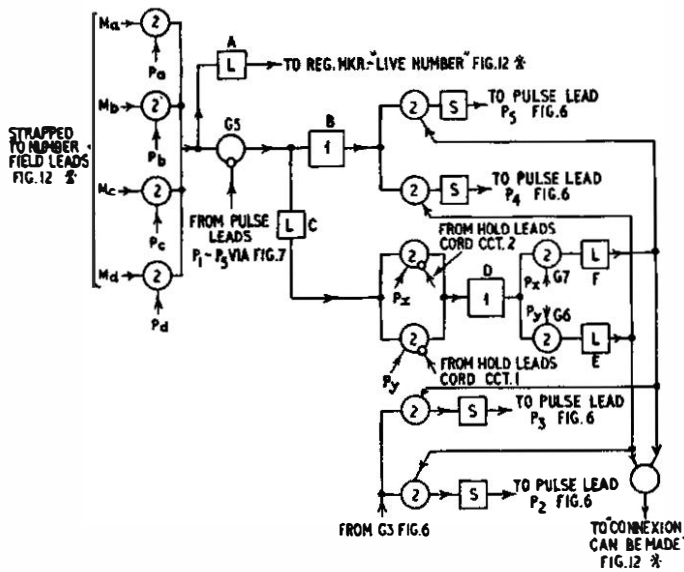 Ma
2
Pa
Mb
2
Pb
STRAPPED
TO NUMBER
FIELD LEADS
FIG.12 *
Mc
2
Pc
Md
2
Pd
A
L
TO REG. MKR-"LIVE NUMBER" FIG.12 *
G5
FROM PULSE
LEADS
P1-P5 VIA FIG.7
B
1
L
C
2
S
TO PULSE LEAD
P5 FIG.6
2
S
TO PULSE LEAD
P4 FIG.6
FROM HOLD LEADS
CORD CCT. 2
2
Px
2
Py
FROM HOLD LEADS
CORD CCT. 1
D
1
2
Px
G7
L
F
Py
G6
2
L
E
2
S
TO PULSE LEAD
P3 FIG.6
2
S
TO PULSE LEAD
P2 FIG.6
FROM G3 FIG.6
TO "CONNEXION
CAN BE MADE"
FIG.12 *